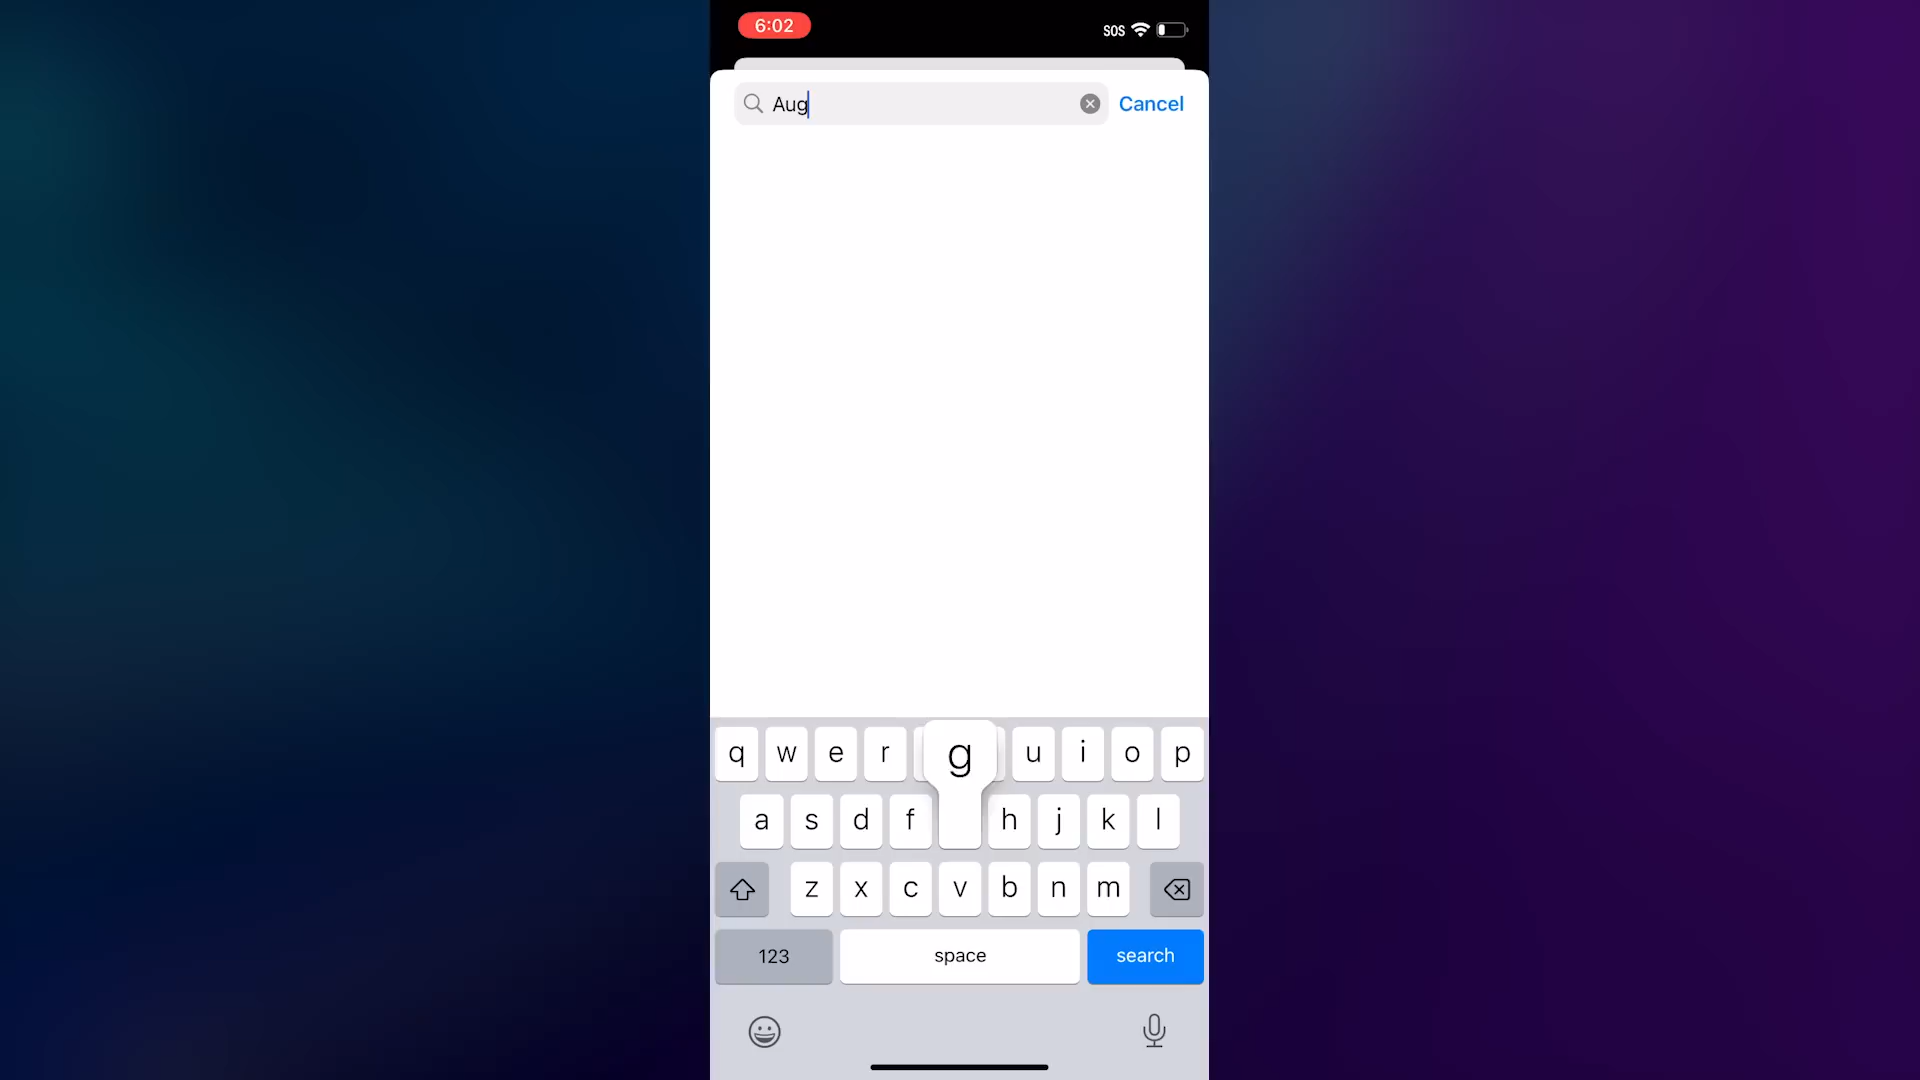 6:02
SOS
Aug
Cancel
q w e r g u i o p
a s d f h j k l
z x c v b n m
123 space search